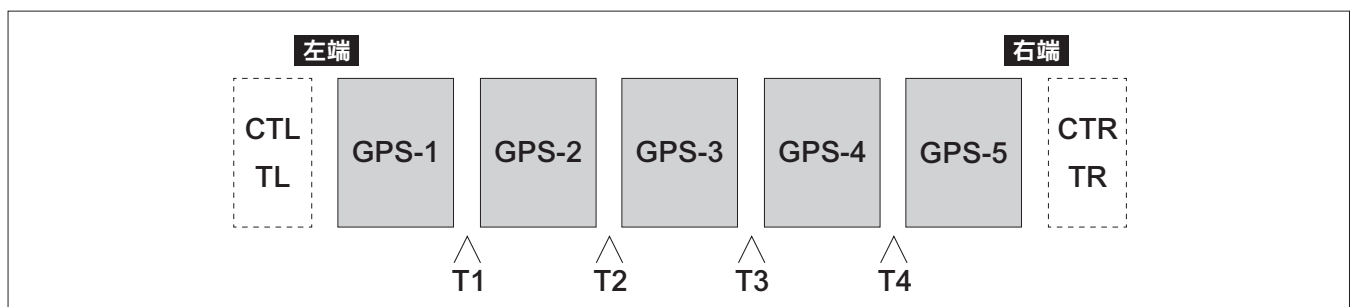 左端
右端
CTL
TL
GPS-1
GPS-2
GPS-3
GPS-4
GPS-5
CTR
TR
T1
T2
T3
T4